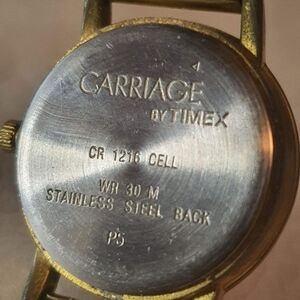 CARRIAGE
BY TIMEX
CR 1216 CELL
WR 30 M
STAINLESS STEEL BACK
P5